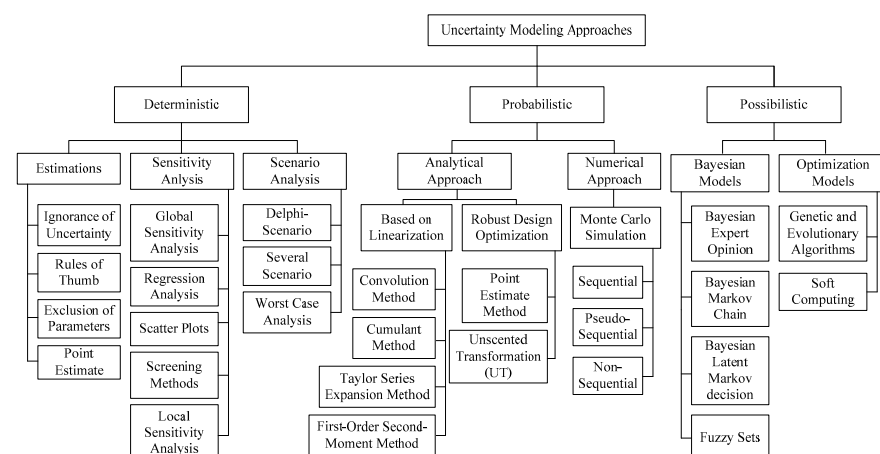 Uncertainty Modeling Approaches
Deterministic
Probabilistic
Possibilistic
Estimations
Sensitivity
Anlysis
Scenario
Analysis
Analytical
Approach
Numerical
Approach
Bayesian
Models
Optimization
Models
Ignorance of
Uncertainty
Rules of
Thumb
Exclusion of
Parameters
Point
Estimate
Global
Sensitivity
Analysis
Regression
Analysis
Scatter Plots
Screening
Methods
Local
Sensitivity
Analysis
Delphi-
Scenario
Several
Scenario
Worst Case
Analysis
Based on
Linearization
Convolution
Method
Cumulant
Method
Taylor Series
Expansion Method
First-Order Second-
Moment Method
Robust Design
Optimization
Point
Estimate
Method
Unscented
Transformation
(UT)
Monte Carlo
Simulation
Sequential
Pseudo-
Sequential
Non-
Sequential
Bayesian
Expert
Opinion
Bayesian
Markov
Chain
Bayesian
Latent
Markov
decision
Fuzzy Sets
Genetic and
Evolutionary
Algorithms
Soft
Computing